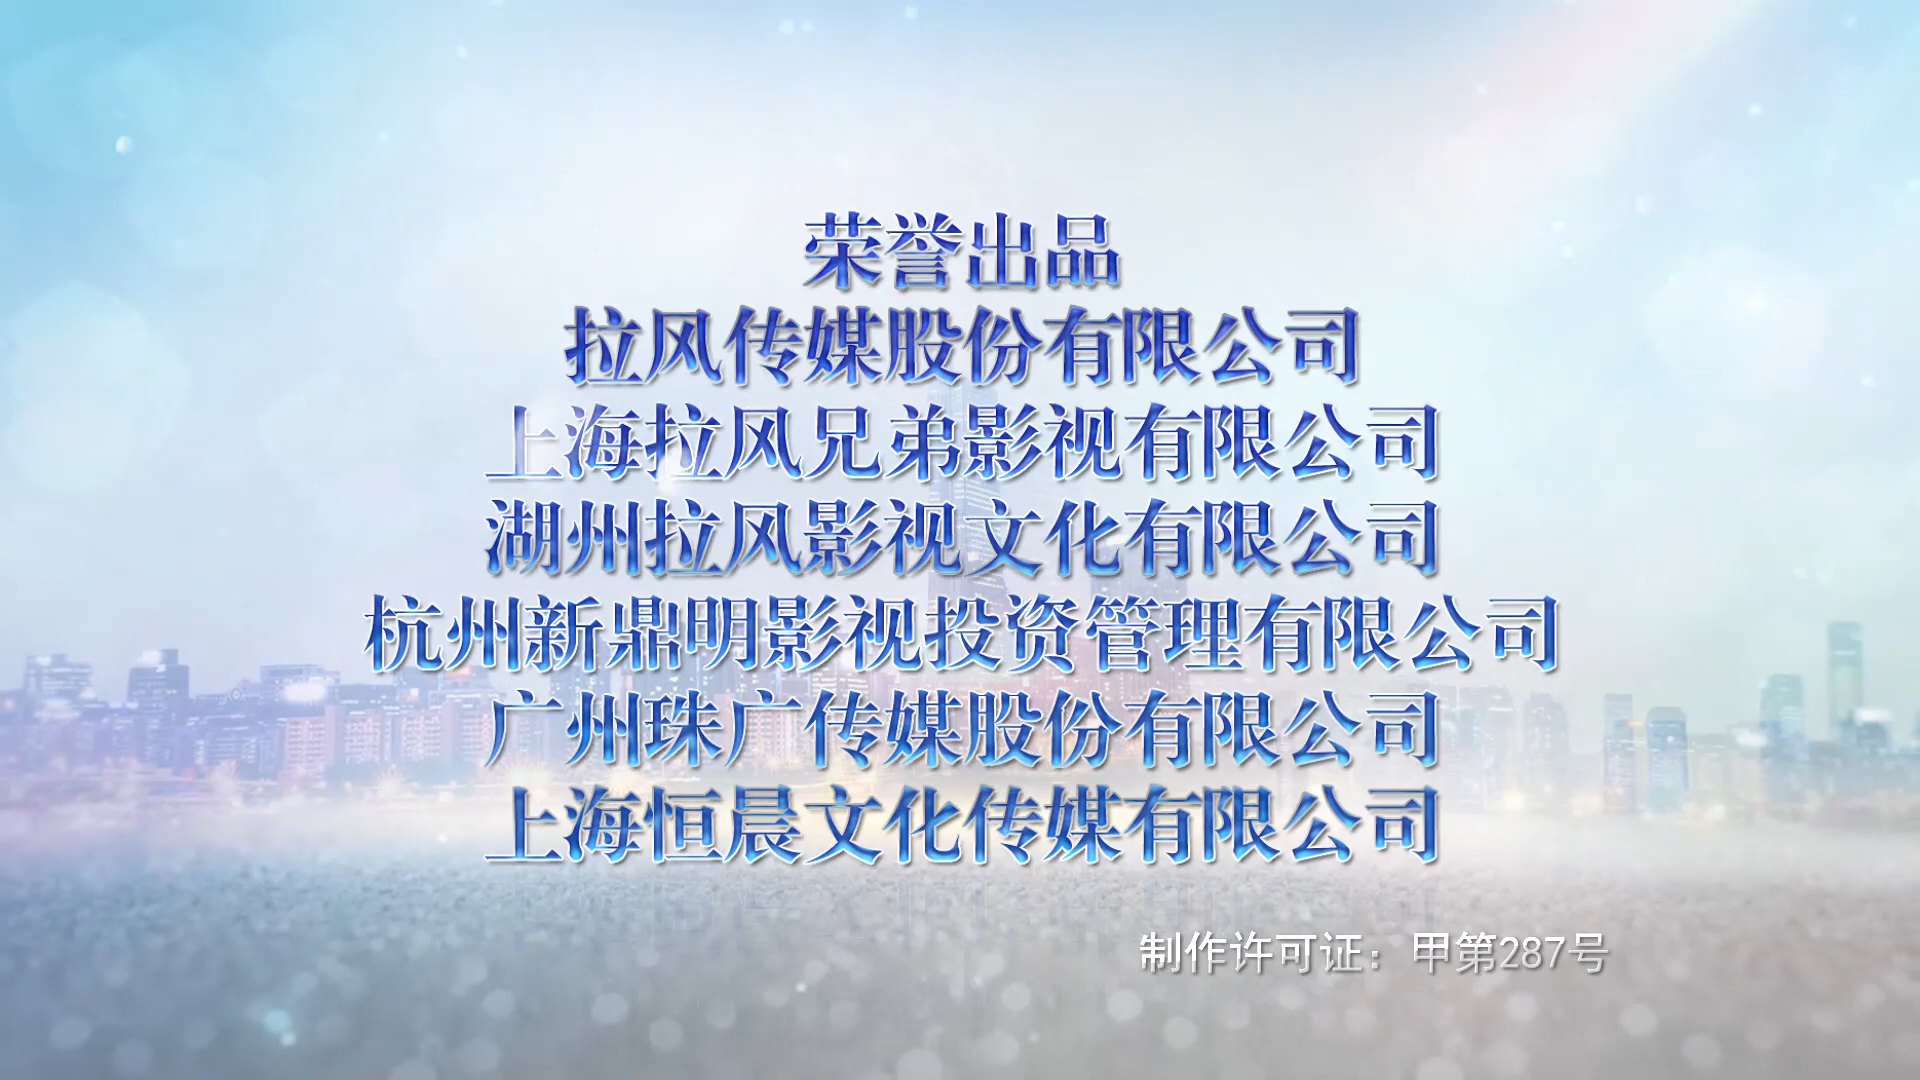 荣誉出品
拉风传媒股份有限公司
上海拉风兄弟影视有限公司
湖州拉风影视文化有限公司
杭州新鼎明影视投资管理有限公司
广州珠广传媒股份有限公司
上海恒晨文化传媒有限公司
制作许可证：甲第287号